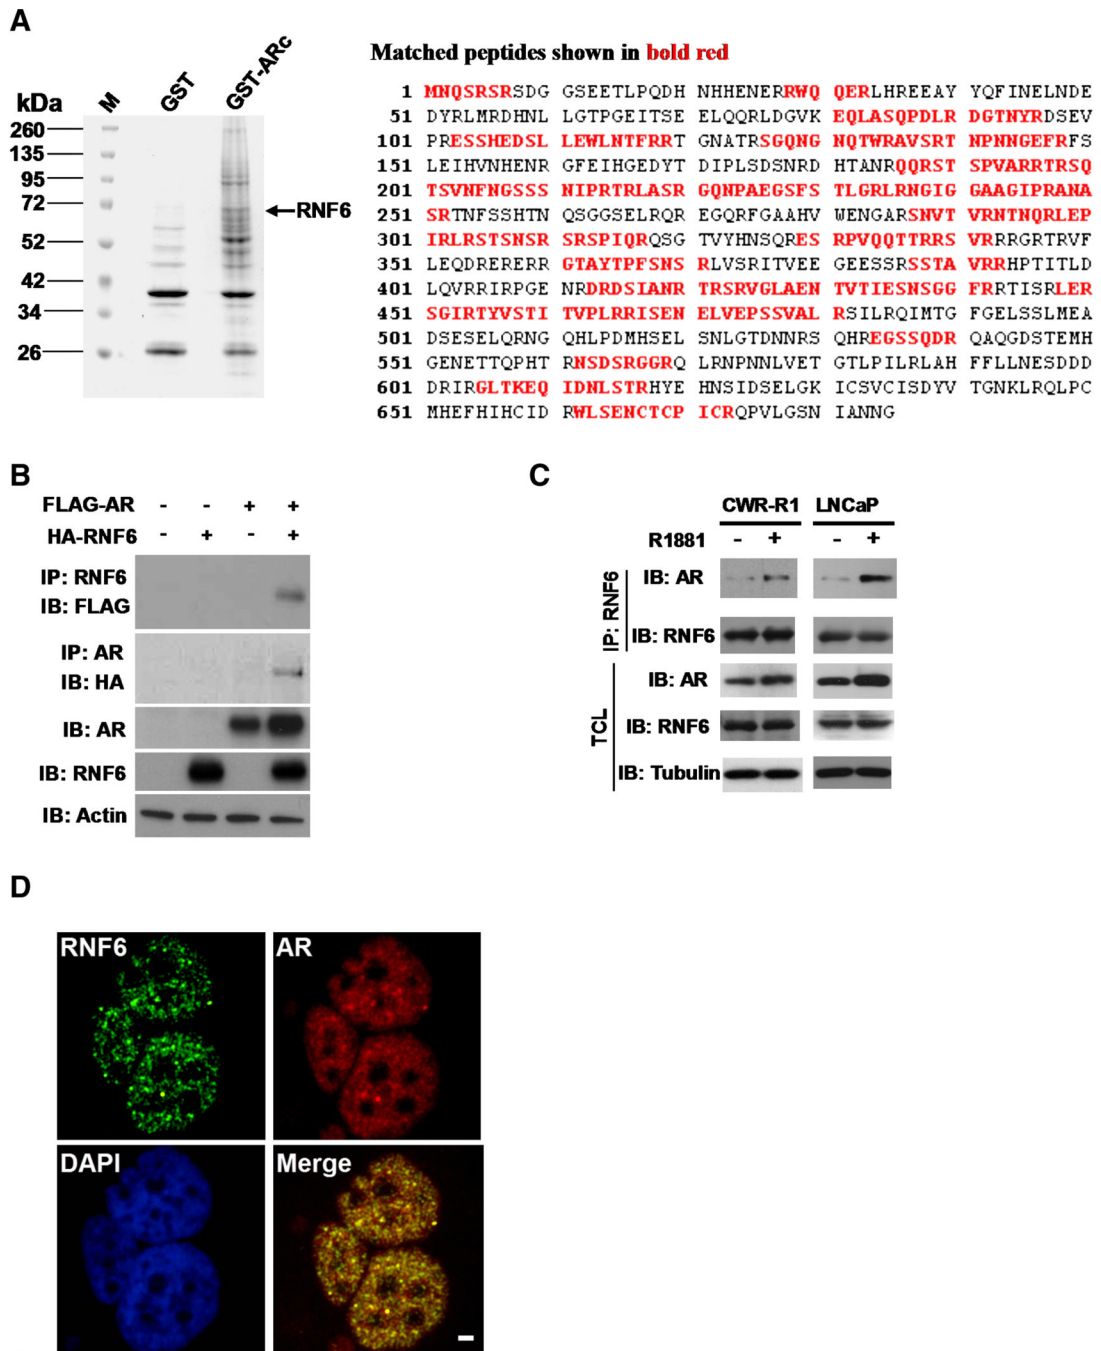 A
kDa
M
GST
GST-ARc
260
135
95
72
52
42
34
26
RNF6
Matched peptides shown in bold red
1 MNQSRSRSDG GSEETLPQDH NHHENERRWQ QERLHREEAY YQFINELNDE
51 DYRLMRDHNL LGTPGEITSE ELQQRLDGVK EQLASQPDLR DGTNYRDSEV
101 PRESSHEDSL LEWLNTFRRT GNATRSGQNG NQTWRAVSRT NPNNGEFRFS
151 LEIHVNHENR GFEIHGEDYT DIPLSDSNRD HTANRQQRST SPVARRTRSQ
201 TSVNFNGSSS NIPRTRLASR GQNPAEGSFS TLGRLRNGIG GAAGIPRANA
251 SRTNFSSHTN QSGGSELRQR EGQRFGAAHV WENGARSNVT VRNTNQRLEP
301 IRLRSTSNSR SRSPIQRQSG TVYHNSQRES RPVQQTTRRS VRRRGRTRVF
351 LEQDRERERR GTAYTPFSNS RLVSRITVEE GEESSRSSTA VRRHPTITLD
401 LQVRRIRPGE NRDRDSIANR TRSRVGLAEN TVTIESNSGG FRRTISRLER
451 SGIRTYVSTI TVPLRRISEN ELVEPSSVAL RSILRQIMTG FGELSSLMEA
501 DSESELQRNG QHLPDMHSEL SNLGTDNNRS QHREGSSQDR QAQGDSTEMH
551 GENETTQPHT RNSDSRGGRQ LRNPNNLVET GTLPILRLAH FFLLNESDDD
601 DRIRGLTKEQ IDNLSTRHYE HNSIDSELGK ICSVCISDYV TGNKLRQLPC
651 MHEFHIHCID RWLSENCTCP ICRQPVLGSN IANNG
B
FLAG-AR - - + +
HA-RNF6 - + - +
IP: RNF6
IB: FLAG
IP: AR
IB: HA
IB: AR
IB: RNF6
IB: Actin
C
CWR-R1 LNCaP
R1881 - + - +
IP: RNF6
IB: AR
IB: RNF6
TCL
IB: AR
IB: RNF6
IB: Tubulin
D
RNF6
AR
DAPI
Merge